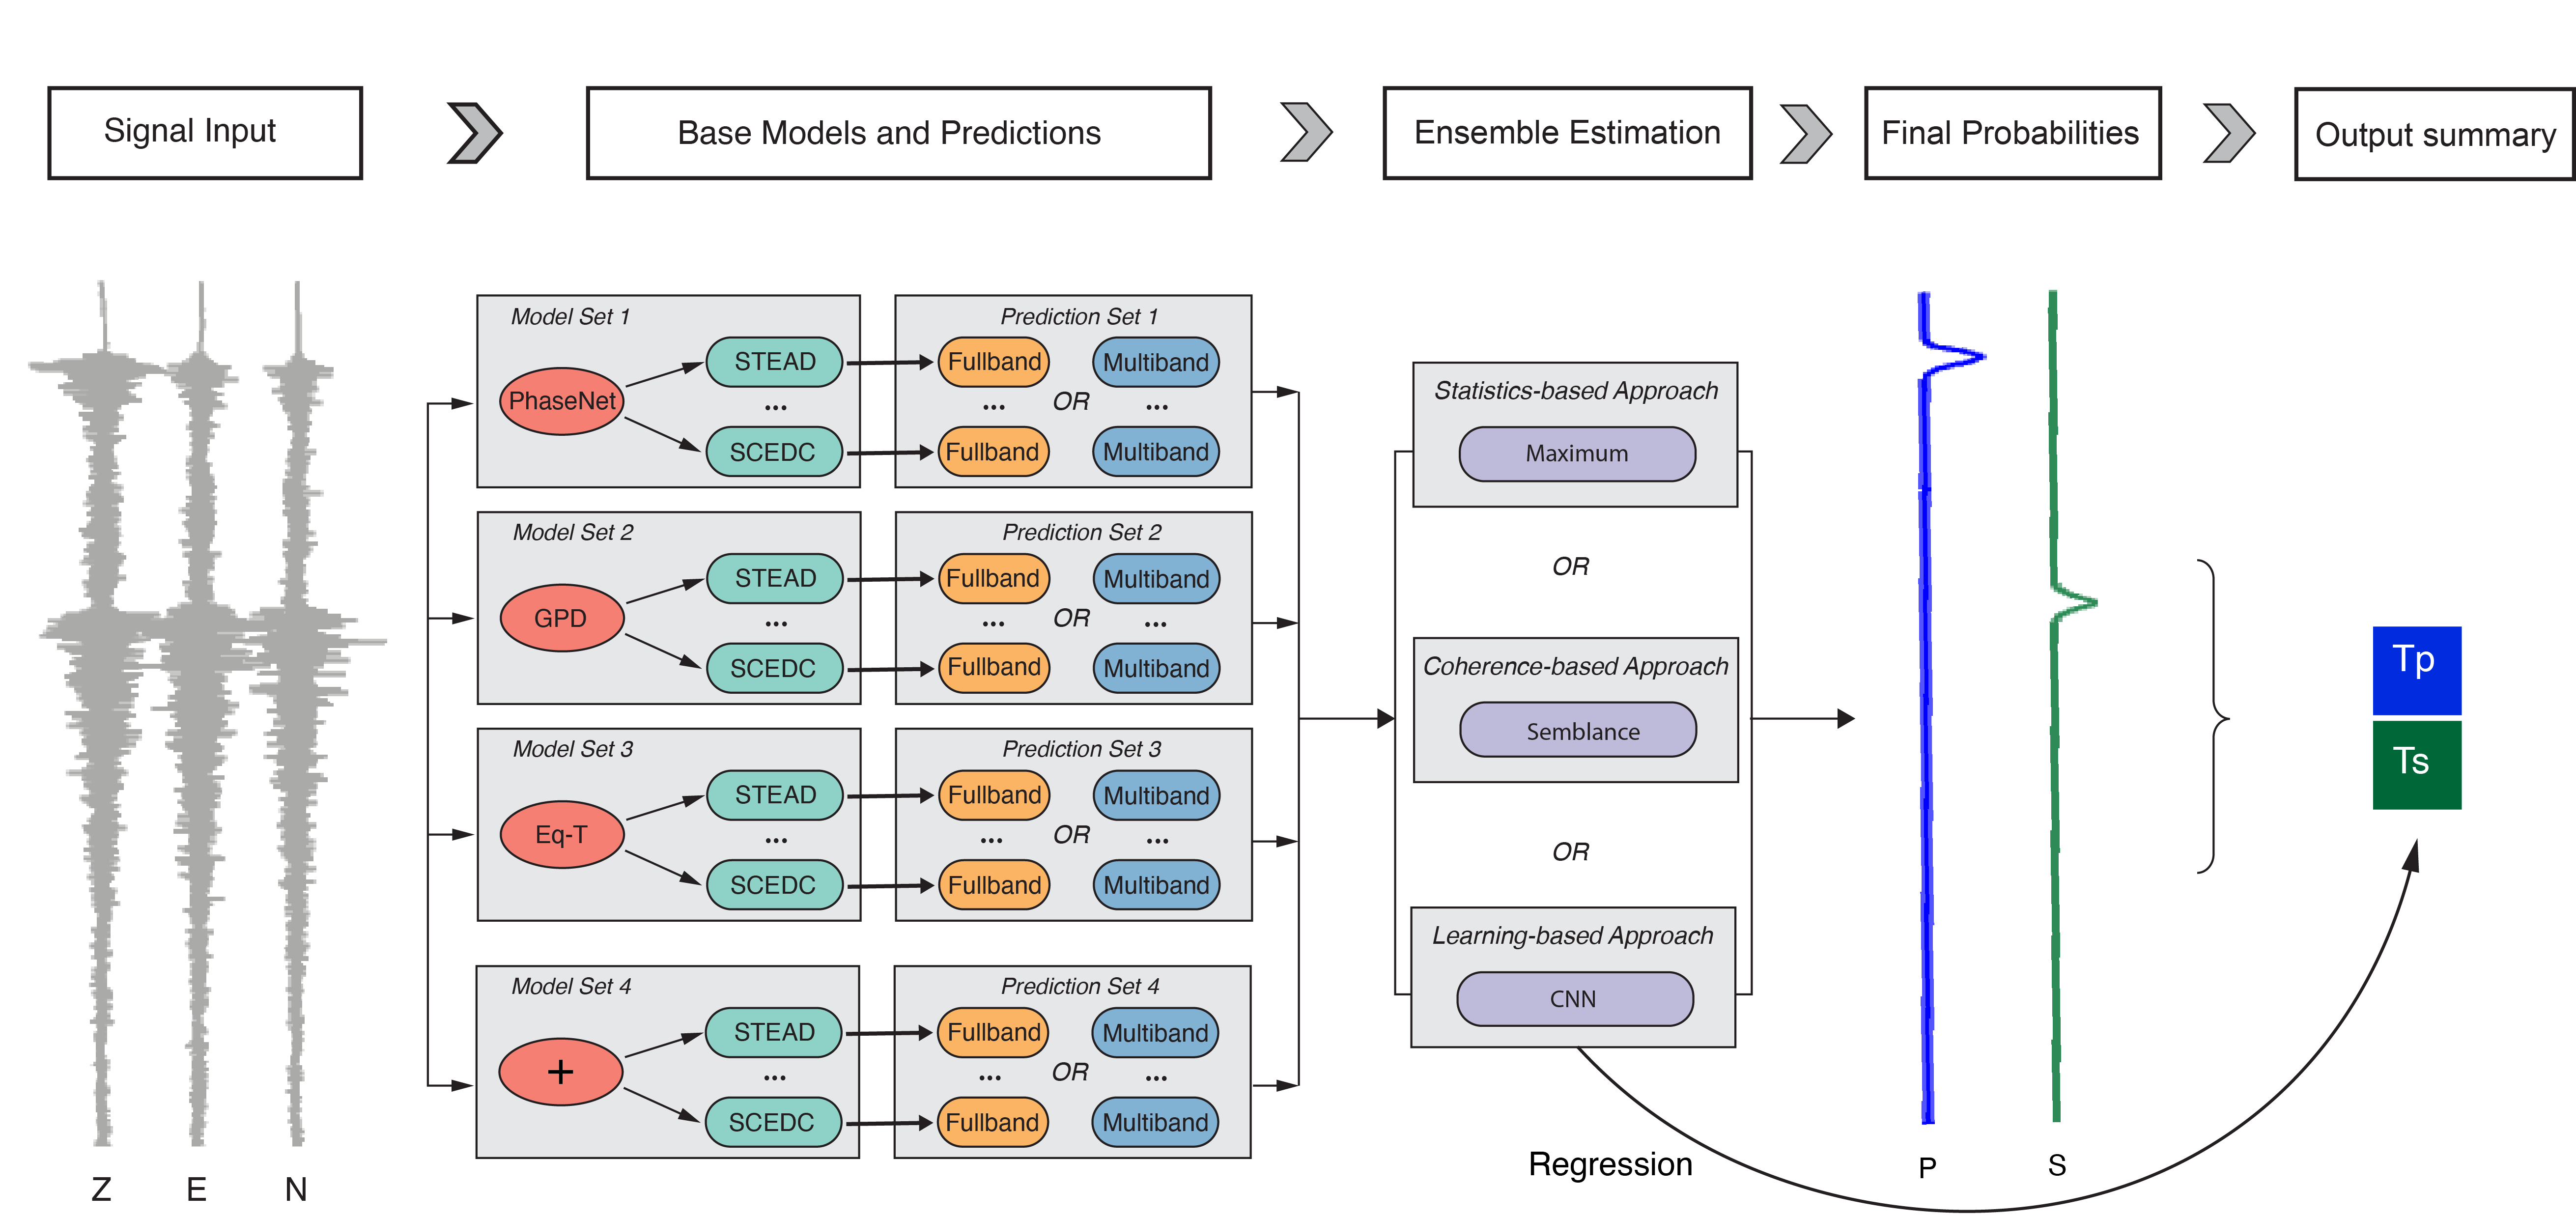 Signal Input
Base Models and Predictions
Ensemble Estimation
Final Probabilities
Output summary
Model Set 1
PhaseNet
STEAD
...
SCEDC
Prediction Set 1
Fullband
Multiband
... OR ...
Fullband
Multiband
Model Set 2
GPD
STEAD
...
SCEDC
Prediction Set 2
Fullband
Multiband
... OR ...
Fullband
Multiband
Model Set 3
Eq-T
STEAD
...
SCEDC
Prediction Set 3
Fullband
Multiband
... OR ...
Fullband
Multiband
Model Set 4
+
STEAD
...
SCEDC
Prediction Set 4
Fullband
Multiband
... OR ...
Fullband
Multiband
Statistics-based Approach
Maximum
OR
Coherence-based Approach
Semblance
OR
Learning-based Approach
CNN
Regression
Tp
Ts
Z E N
P S